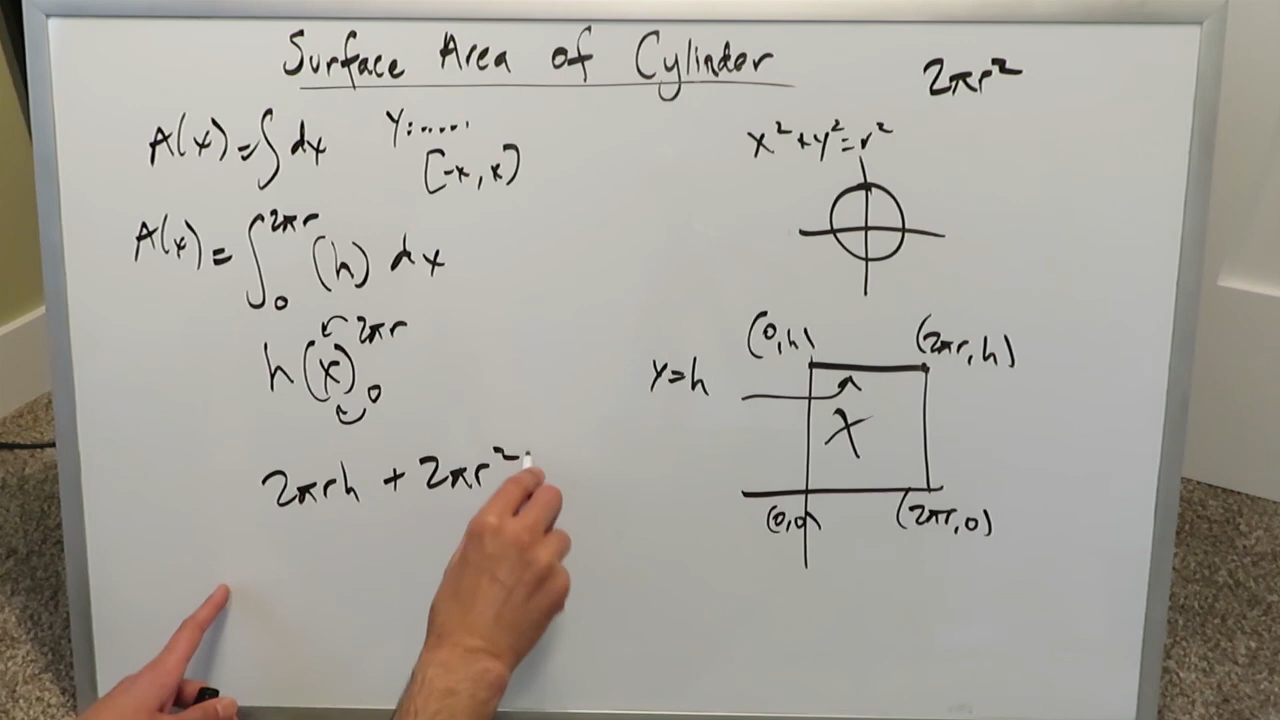 Surface Area of Cylinder
2πr²
A(x)=∫ dx
y:.....
[-x, x]
x²+y²=r²
A(x)=∫₀^2πr (h) dx
h(x)₀^2πr
2πrh + 2πr²
(0,h)
(2πr,h)
y=h
X
(0,0)
(2πr,0)